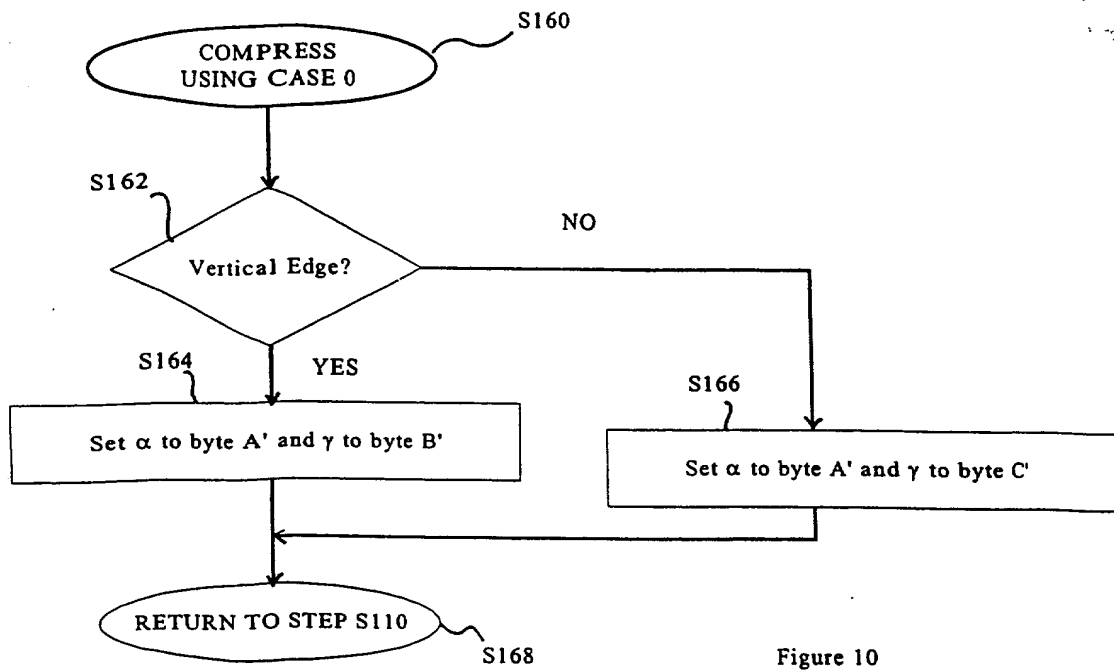 S160
COMPRESS
USING CASE 0
S162
Vertical Edge?
NO
S164
YES
S166
Set α to byte A' and γ to byte B'
Set α to byte A' and γ to byte C'
RETURN TO STEP S110
S168
Figure 10